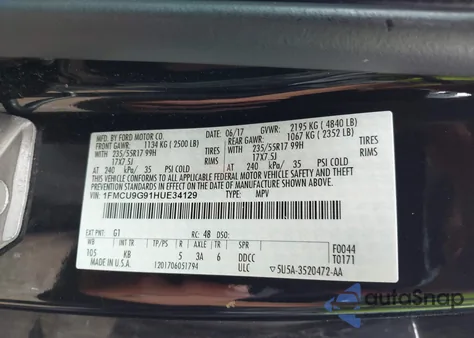 MFD. BY FORD MOTOR CO.
06/17 GVWR: 2195 KG ( 4840 LB)
FRONT GAWR: 1134 KG ( 2500 LB)
REAR GAWR: 1067 KG ( 2352 LB)
WITH TIRES WITH TIRES
235/55R17 99H 235/55R17 99H
17X7.5J 17X7.5J
AT 240 kPa/ 35 PSI COLD AT 240 kPa/ 35 PSI COLD
THIS VEHICLE CONFORMS TO ALL APPLICABLE FEDERAL MOTOR VEHICLE
SAFETY AND THEFT PREVENTION STANDARDS IN EFFECT ON THE DATE OF
MANUFACTURE SHOWN ABOVE.
VIN: 1FMCU9G91HUE34129 TYPE: MPV
EXT PNT: G1 RC: 48 DSO:
WB INT TR TP/PS R AXLE TR SPR F0044
105 KB 5 3A 6 DDCC T0171
MADE IN U.S.A. 1201706051794 ULC 5U5A-3520472-AA
autoSnap